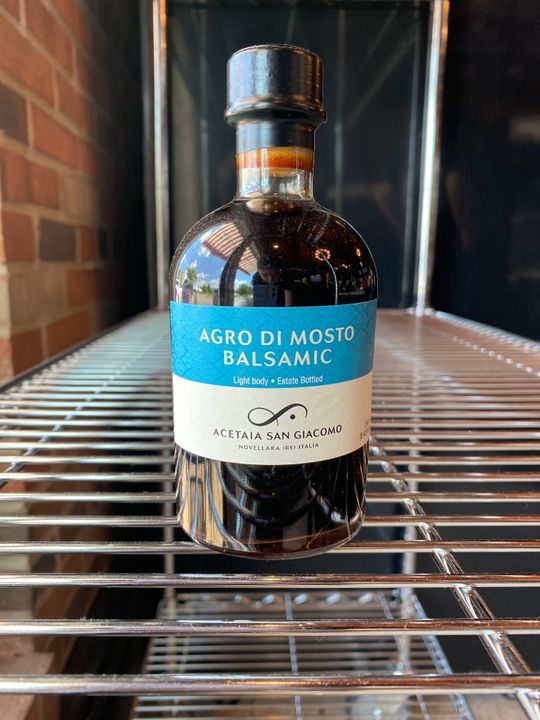 AGRO DI MOSTO
BALSAMIC
Light body • Estate Bottled
ACETAIA SAN GIACOMO
NOVELLARA (RE) ITALIA